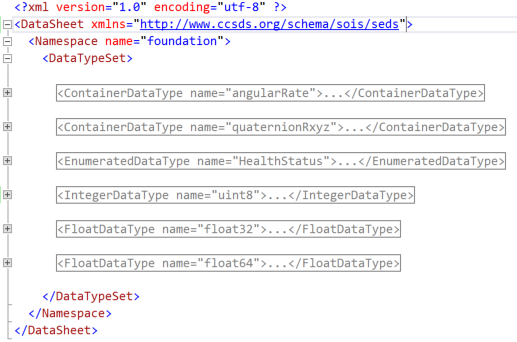 <?xml version="1.0" encoding="utf-8" ?>
<DataSheet xmlns="http://www.ccsds.org/schema/sois/seds">
<Namespace name="foundation">
<DataTypeSet>
<ContainerDataType name="angularRate">...</ContainerDataType>
<ContainerDataType name="quaternionRxyz">...</ContainerDataType>
<EnumeratedDataType name="HealthStatus">...</EnumeratedDataType>
<IntegerDataType name="uint8">...</IntegerDataType>
<FloatDataType name="float32">...</FloatDataType>
<FloatDataType name="float64">...</FloatDataType>
</DataTypeSet>
</Namespace>
</DataSheet>